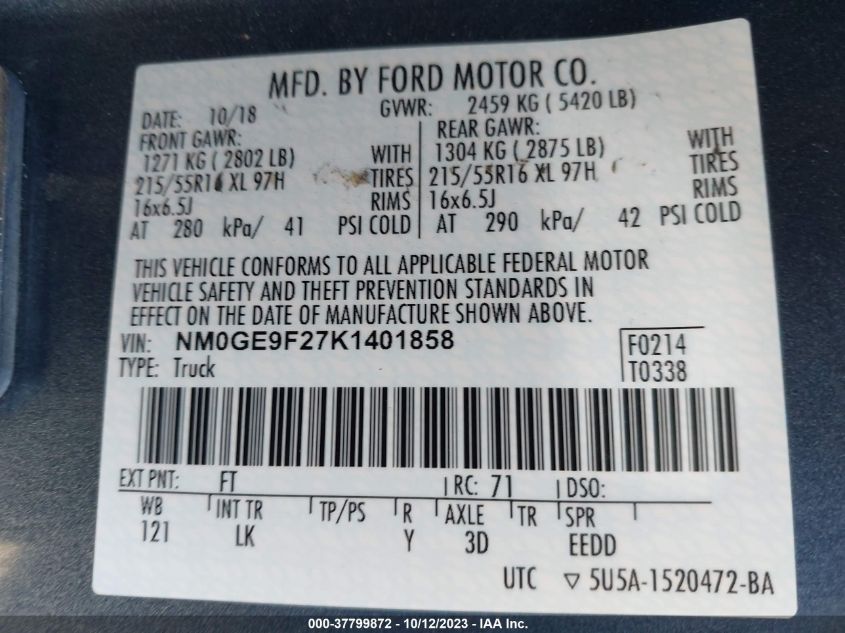 MFD. BY FORD MOTOR CO.
DATE: 10/18 GVWR: 2459 KG ( 5420 LB)
FRONT GAWR: REAR GAWR:
1271 KG ( 2802 LB) WITH 1304 KG ( 2875 LB) WITH
215/55R16 XL 97H TIRES 215/55R16 XL 97H TIRES
16x6.5J RIMS 16x6.5J RIMS
AT 280 kPa/ 41 PSI COLD AT 290 kPa/ 42 PSI COLD
THIS VEHICLE CONFORMS TO ALL APPLICABLE FEDERAL MOTOR
VEHICLE SAFETY AND THEFT PREVENTION STANDARDS IN
EFFECT ON THE DATE OF MANUFACTURE SHOWN ABOVE.
VIN: NM0GE9F27K1401858 F0214
TYPE: Truck T0338
EXT PNT: FT RC: 71 DSO:
WB INT TR TP/PS R AXLE TR SPR
121 LK Y 3D EEDD
UTC ▽ 5U5A-1520472-BA
000-37799872 - 10/12/2023 - IAA Inc.